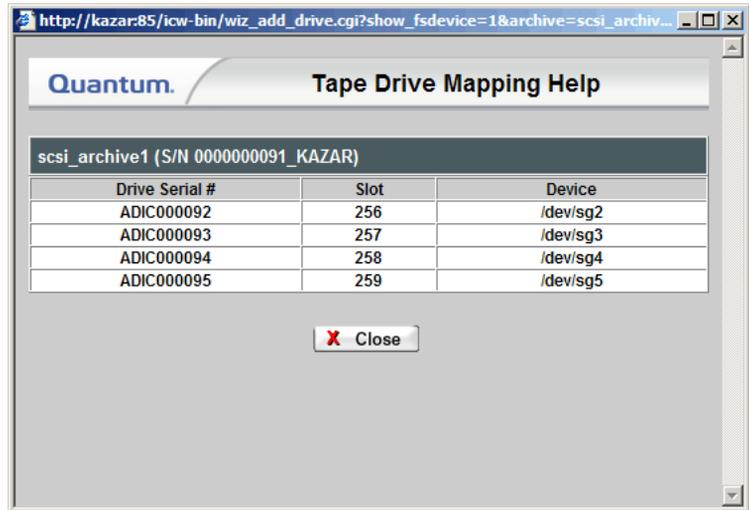 http://kazar:85/icw-bin/wiz_add_drive.cgi?show_fsdevice=1&archive=scsi_archiv...
Quantum. Tape Drive Mapping Help
scsi_archive1 (S/N 0000000091_KAZAR)
Drive Serial # Slot Device
ADIC000092 256 /dev/sg2
ADIC000093 257 /dev/sg3
ADIC000094 258 /dev/sg4
ADIC000095 259 /dev/sg5
X Close